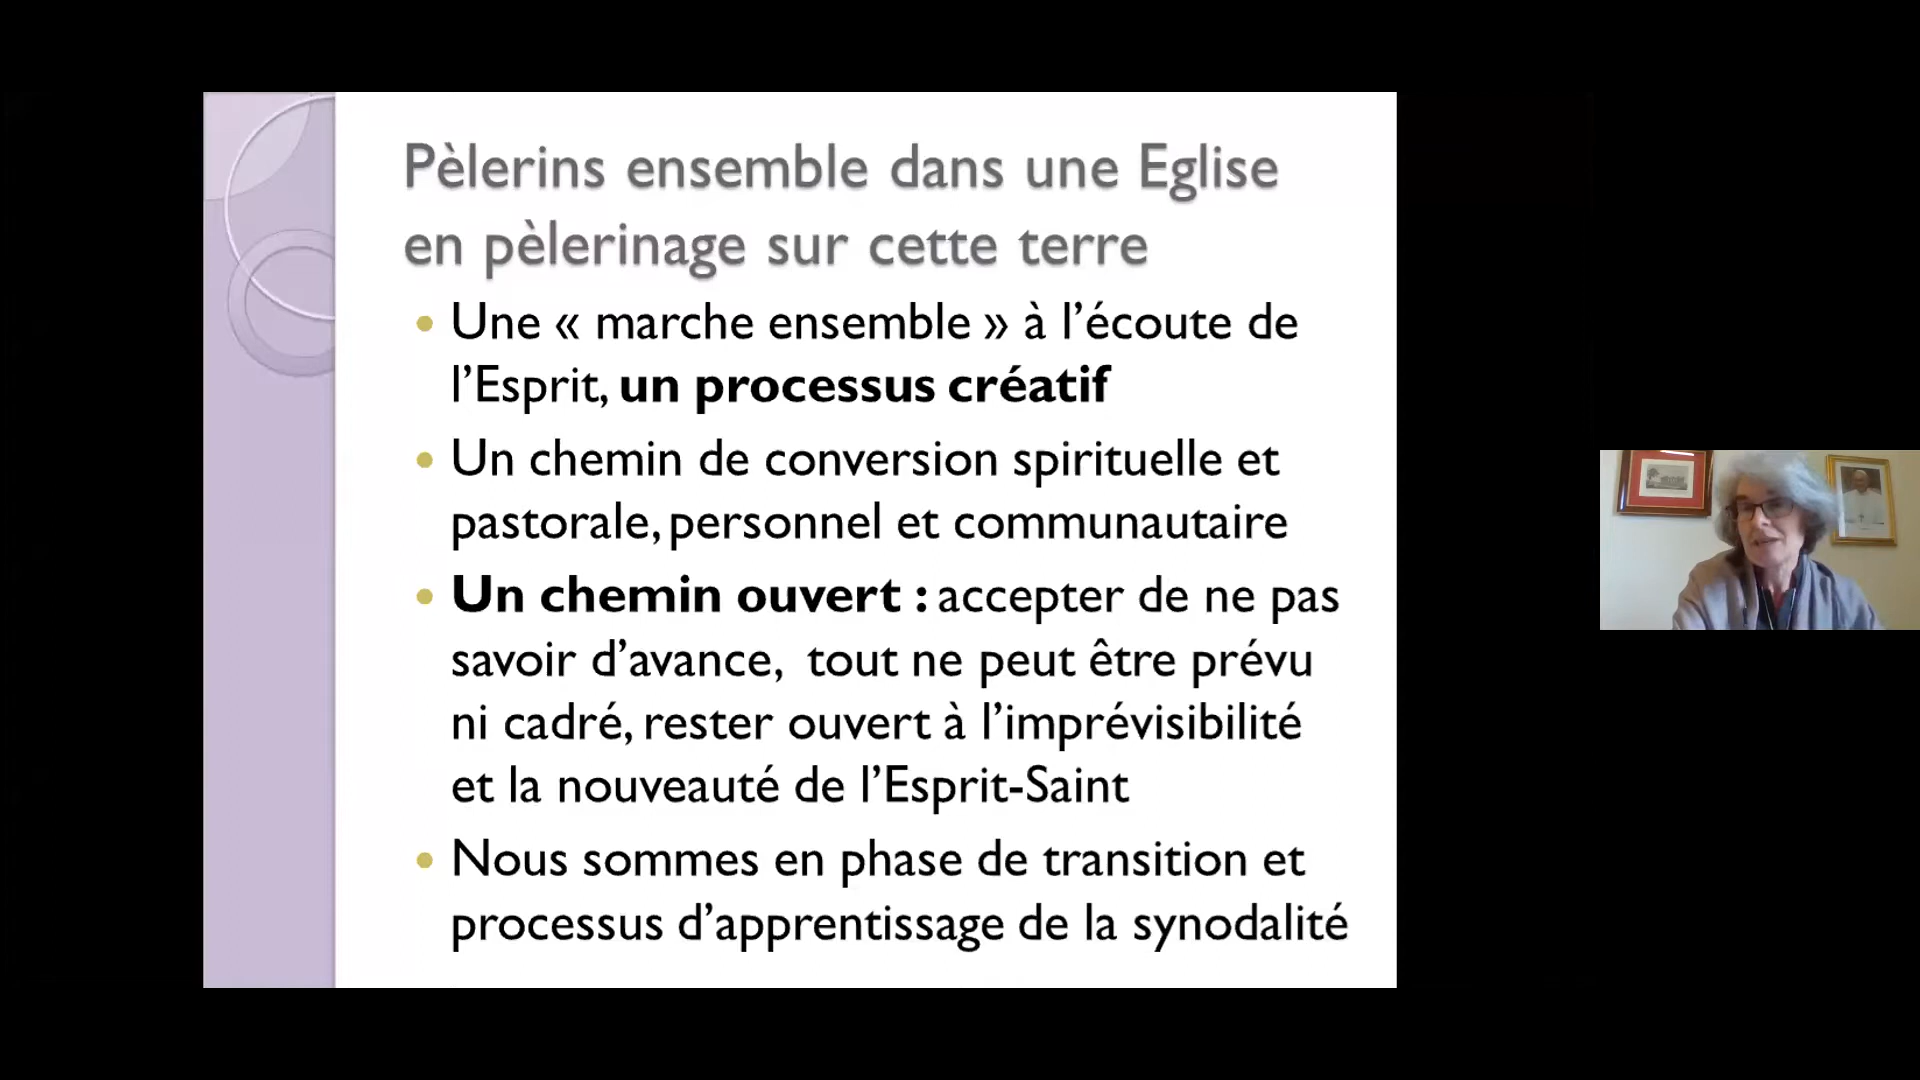 Pèlerins ensemble dans une Eglise
en pèlerinage sur cette terre
• Une « marche ensemble » à l’écoute de
l’Esprit, un processus créatif
• Un chemin de conversion spirituelle et
pastorale, personnel et communautaire
• Un chemin ouvert : accepter de ne pas
savoir d’avance,  tout ne peut être prévu
ni cadré, rester ouvert à l’imprévisibilité
et la nouveauté de l’Esprit-Saint
• Nous sommes en phase de transition et
processus d’apprentissage de la synodalité